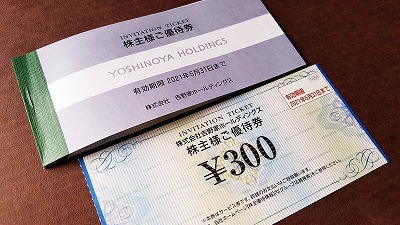 INVITATION TICKET
株主様ご優待券
YOSHINOYA HOLDINGS
有効期限 2021年5月31日まで
株式会社 吉野家ホールディングス
INVITATION TICKET
株式会社吉野家ホールディングス
株主様ご優待券
¥300
有効期限
2021年5月31日まで